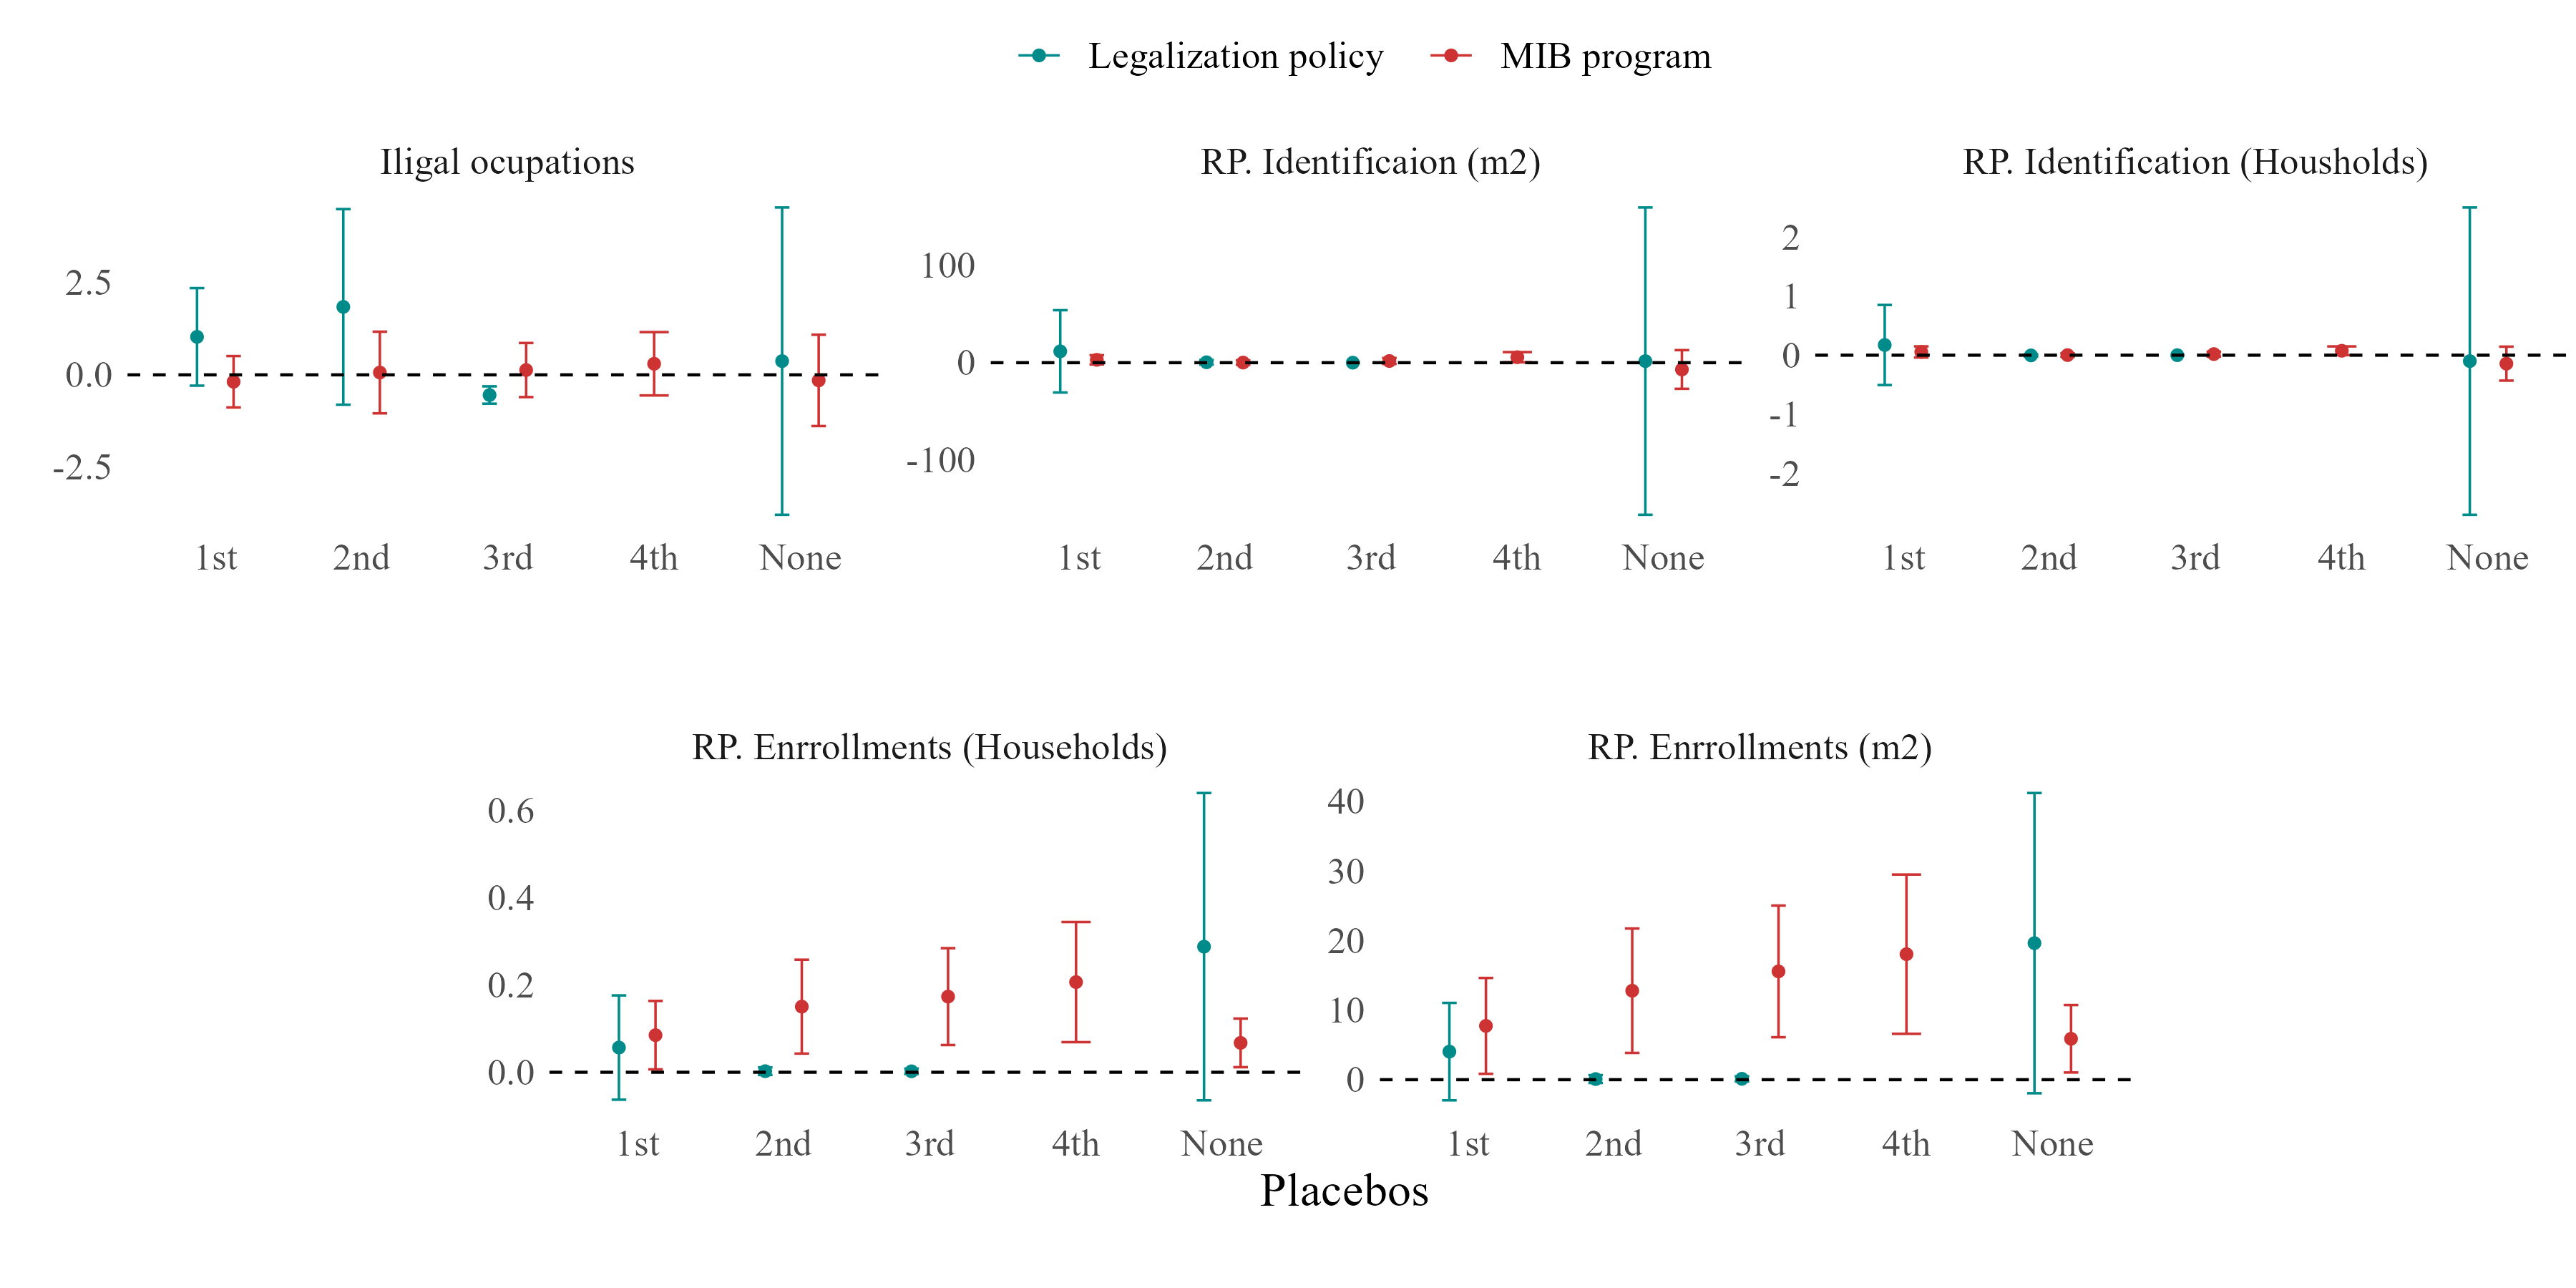 Legalization policy MIB program
Iligal ocupations
RP. Identificaion (m2)
RP. Identification (Housholds)
2.5
0.0
-2.5
1st 2nd 3rd 4th None
100
0
-100
1st 2nd 3rd 4th None
2
1
0
-1
-2
1st 2nd 3rd 4th None
RP. Enrrollments (Households)
RP. Enrrollments (m2)
0.6
0.4
0.2
0.0
1st 2nd 3rd 4th None
40
30
20
10
0
1st 2nd 3rd 4th None
Placebos